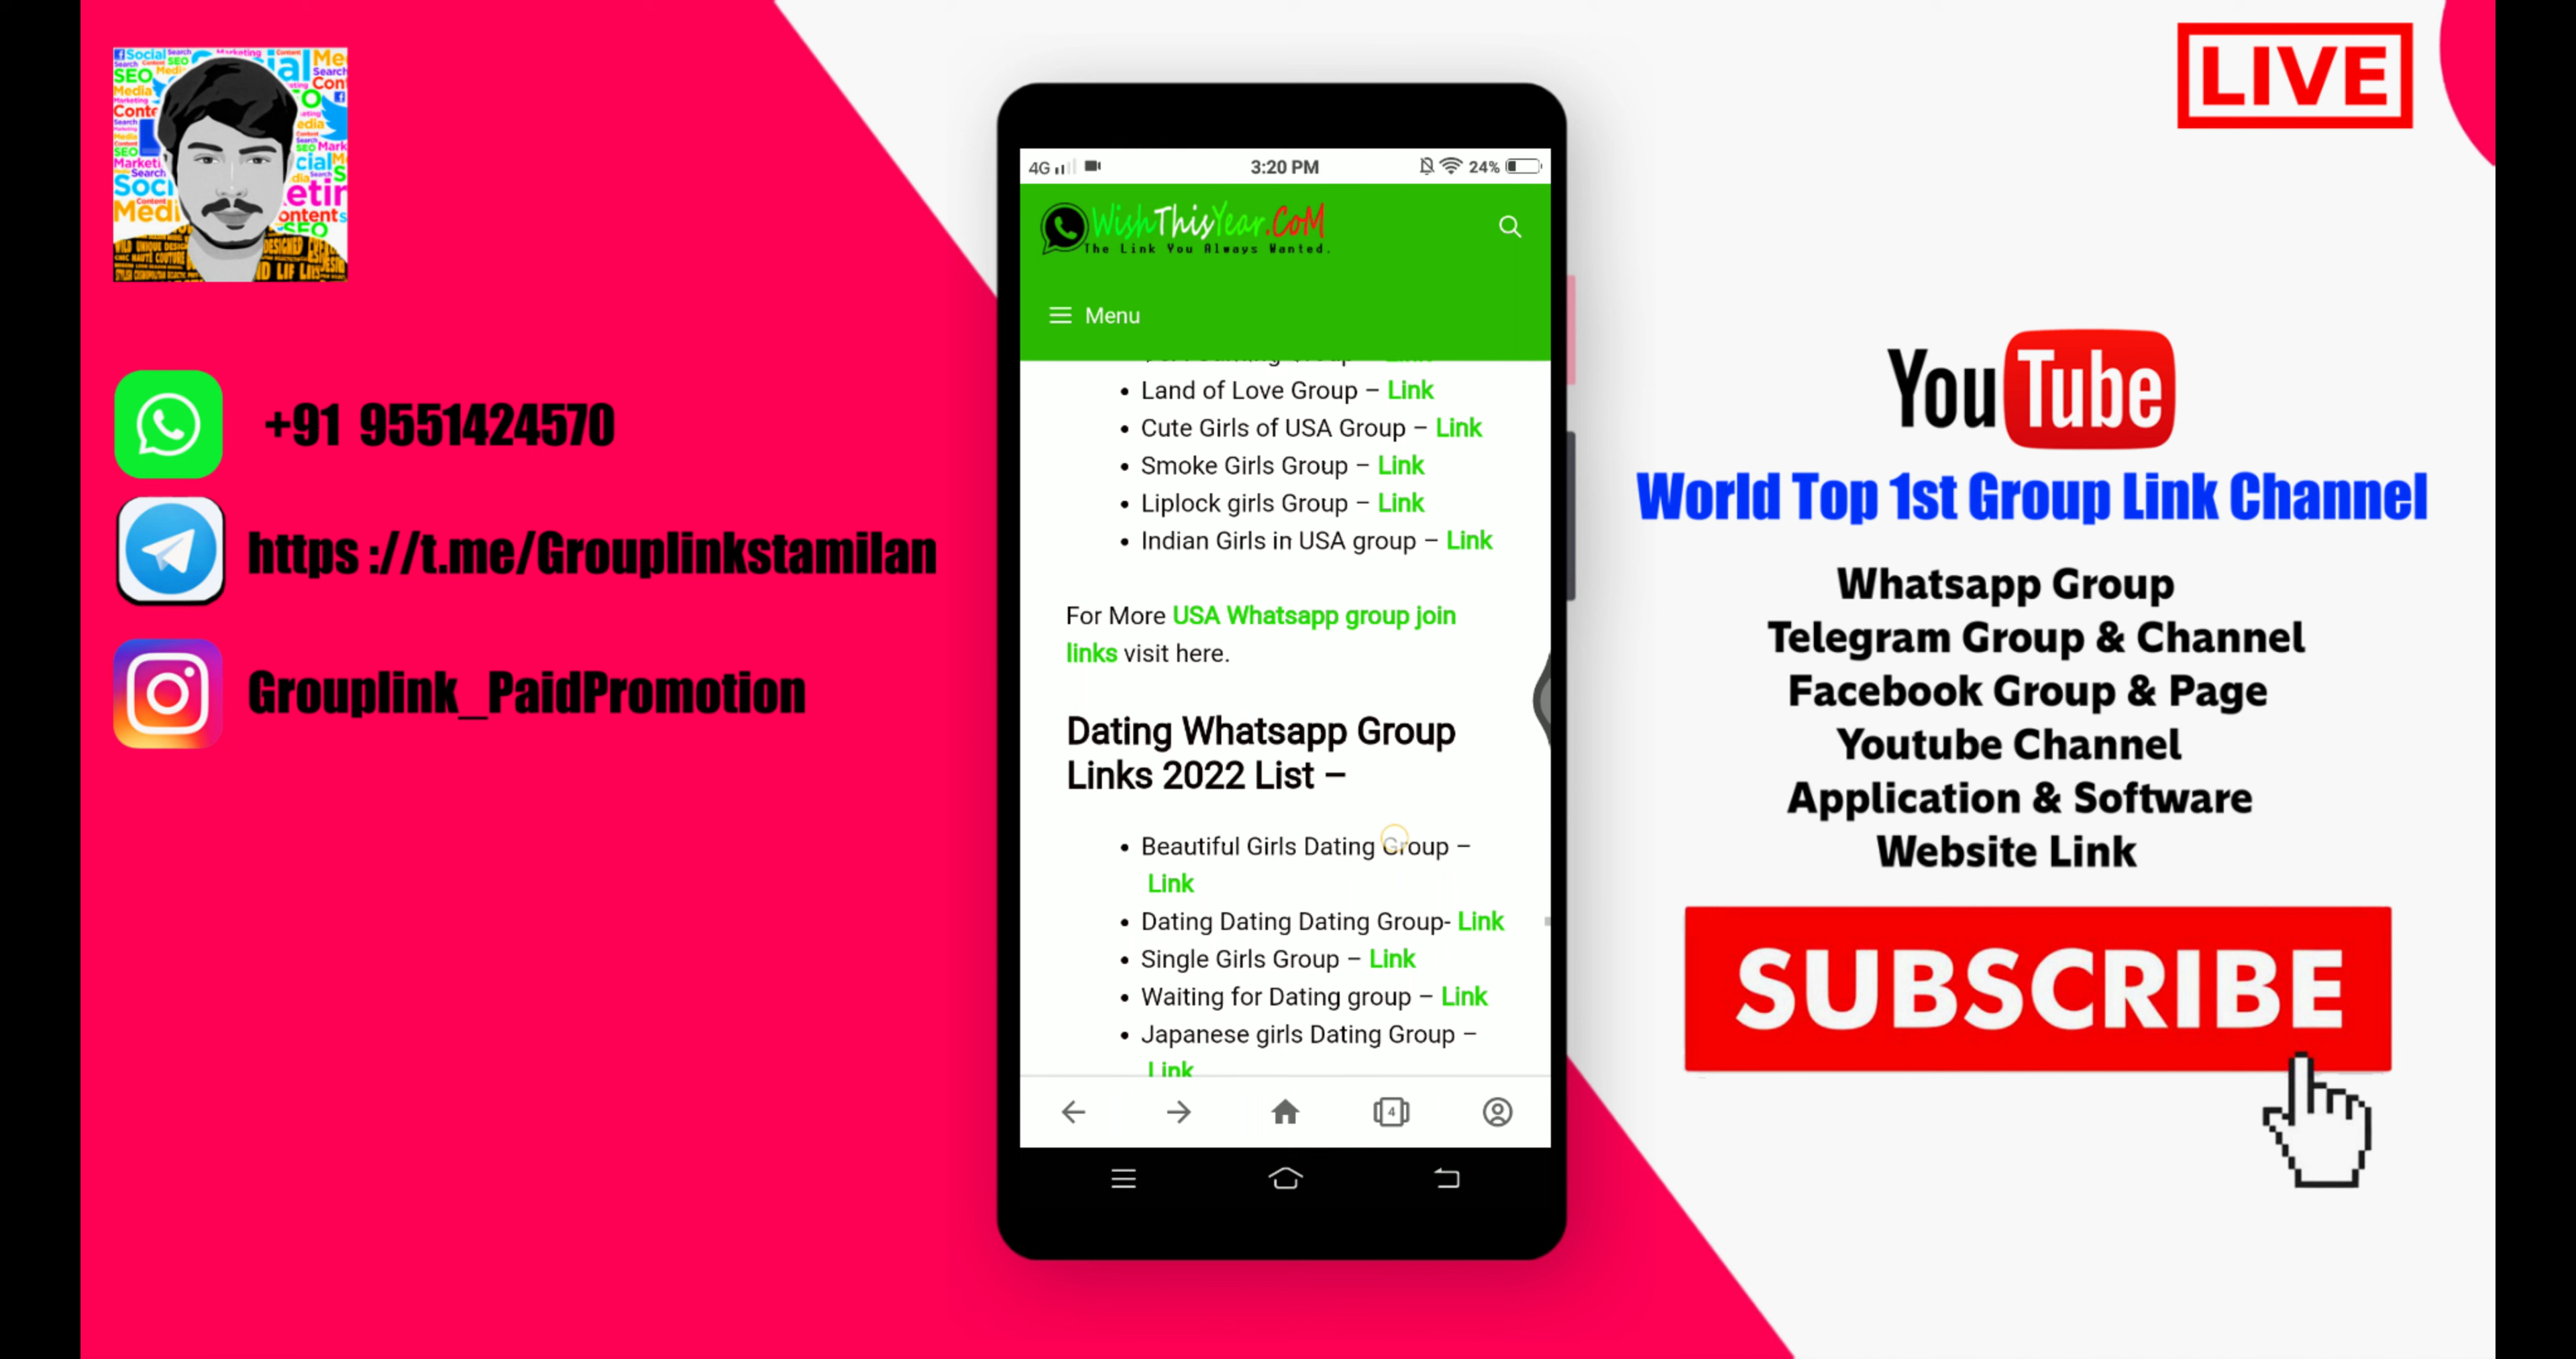 +91 9551424570
https ://t.me/Grouplinkstamilan
Grouplink_PaidPromotion
4G
3:20 PM
24%
WishThisYear.CoM
The Link You Always Wanted.
Menu
Land of Love Group – Link
Cute Girls of USA Group – Link
Smoke Girls Group – Link
Liplock girls Group – Link
Indian Girls in USA group – Link
For More USA Whatsapp group join
links visit here.
Dating Whatsapp Group
Links 2022 List –
Beautiful Girls Dating Group –
Link
Dating Dating Dating Group- Link
Single Girls Group – Link
Waiting for Dating group – Link
Japanese girls Dating Group –
Link
4
LIVE
YouTube
World Top 1st Group Link Channel
Whatsapp Group
Telegram Group & Channel
Facebook Group & Page
Youtube Channel
Application & Software
Website Link
SUBSCRIBE